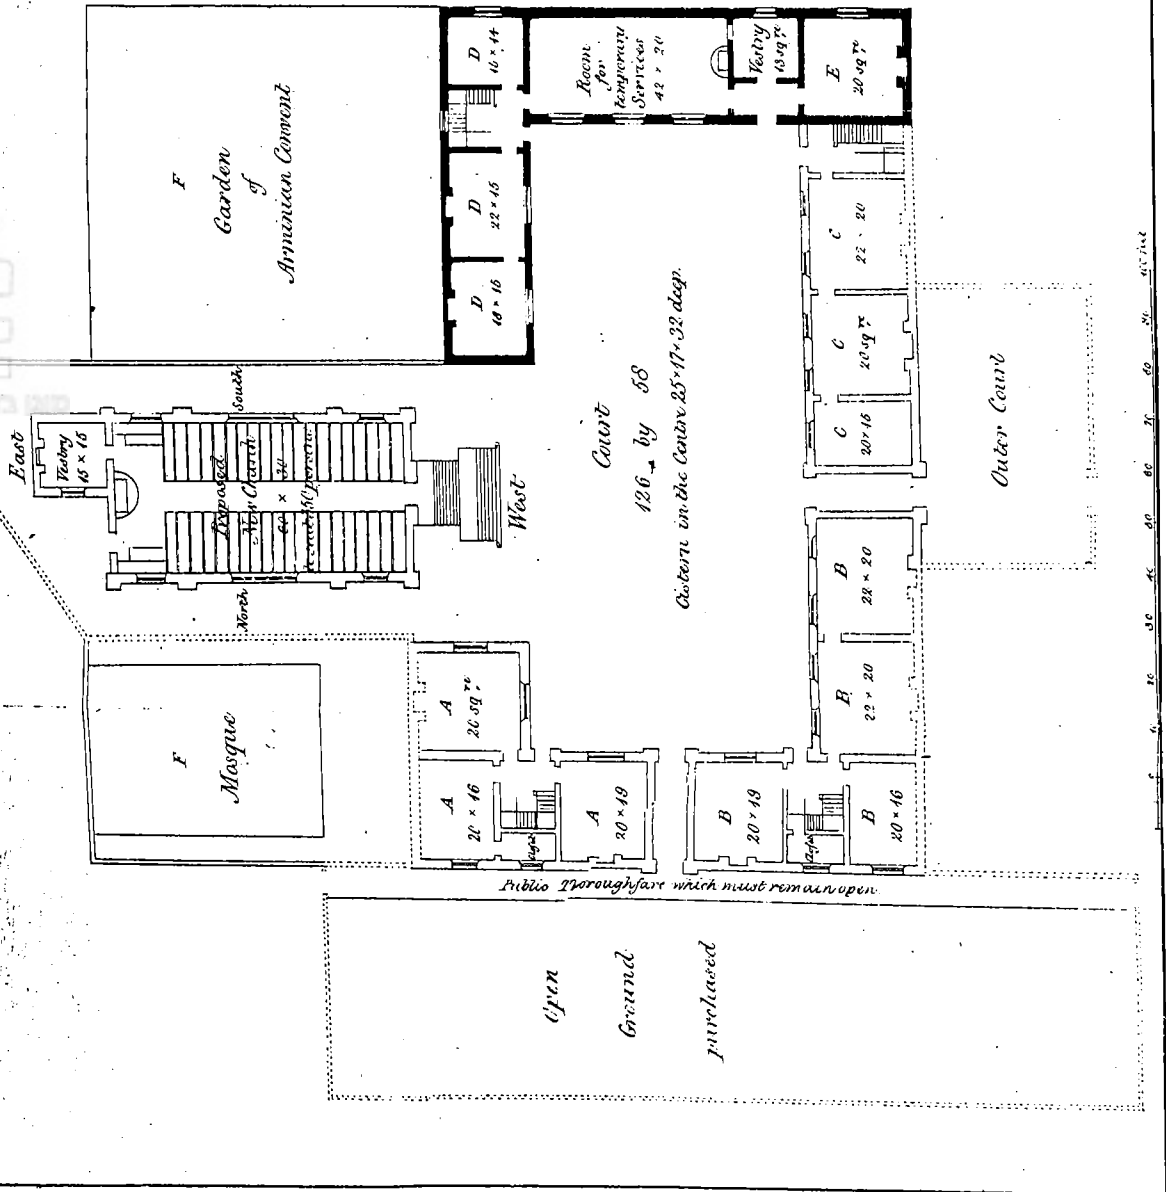 F
Garden
of
Arminian Convent
D
16 × 14
Room
for
temporary
Services
42 × 20
Vestry
13 sq re
E
20 sq re
D
22 × 15
D
18 × 15
C
22 × 20
C
20 sq re
C
20 × 16
Outer Court
Court
126 by 58
Cistern in the Centre 25 × 17 × 32 deep.
South
East
Vestry
15 × 15
Proposed
New Church
60 × 30
West
North
F
Mosque
A
20 sq re
A
20 × 16
A
20 × 19
B
22 × 20
B
22 × 20
B
20 × 19
B
20 × 16
Public Thoroughfare which must remain open.
Open
Ground
purchased